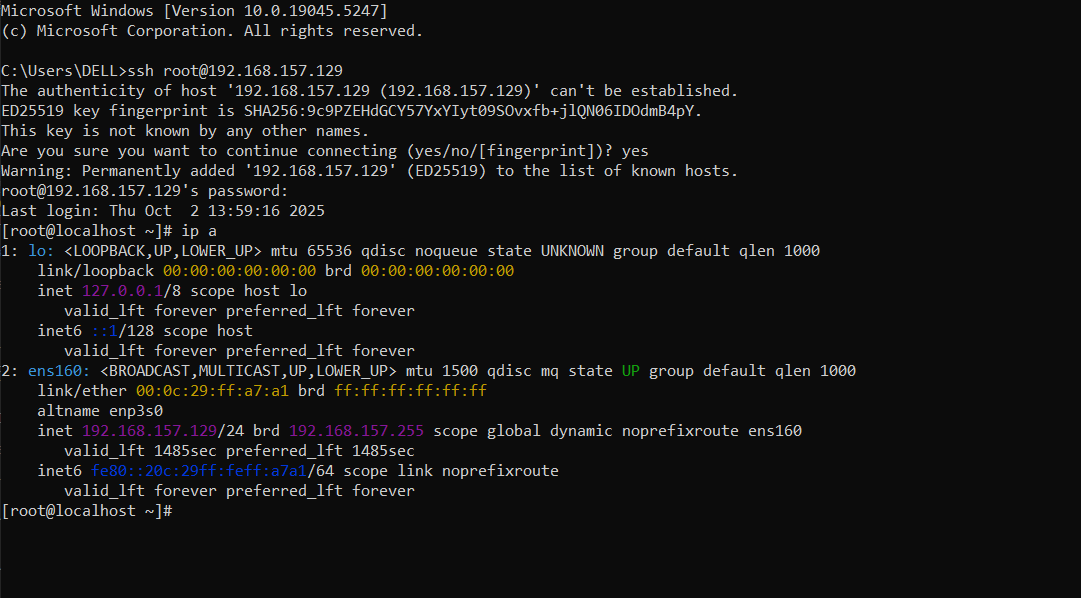 Microsoft Windows [Version 10.0.19045.5247]
(c) Microsoft Corporation. All rights reserved.
C:\Users\DELL>ssh root@192.168.157.129
The authenticity of host '192.168.157.129 (192.168.157.129)' can't be established.
ED25519 key fingerprint is SHA256:9c9PZEHdGCY57YxYIyt09SOvxfb+jlQN06IDOdmB4pY.
This key is not known by any other names.
Are you sure you want to continue connecting (yes/no/[fingerprint])? yes
Warning: Permanently added '192.168.157.129' (ED25519) to the list of known hosts.
root@192.168.157.129's password:
Last login: Thu Oct  2 13:59:16 2025
[root@localhost ~]# ip a
1: lo: <LOOPBACK,UP,LOWER_UP> mtu 65536 qdisc noqueue state UNKNOWN group default qlen 1000
    link/loopback 00:00:00:00:00:00 brd 00:00:00:00:00:00
    inet 127.0.0.1/8 scope host lo
       valid_lft forever preferred_lft forever
    inet6 ::1/128 scope host
       valid_lft forever preferred_lft forever
2: ens160: <BROADCAST,MULTICAST,UP,LOWER_UP> mtu 1500 qdisc mq state UP group default qlen 1000
    link/ether 00:0c:29:ff:a7:a1 brd ff:ff:ff:ff:ff:ff
    altname enp3s0
    inet 192.168.157.129/24 brd 192.168.157.255 scope global dynamic noprefixroute ens160
       valid_lft 1485sec preferred_lft 1485sec
    inet6 fe80::20c:29ff:feff:a7a1/64 scope link noprefixroute
       valid_lft forever preferred_lft forever
[root@localhost ~]#